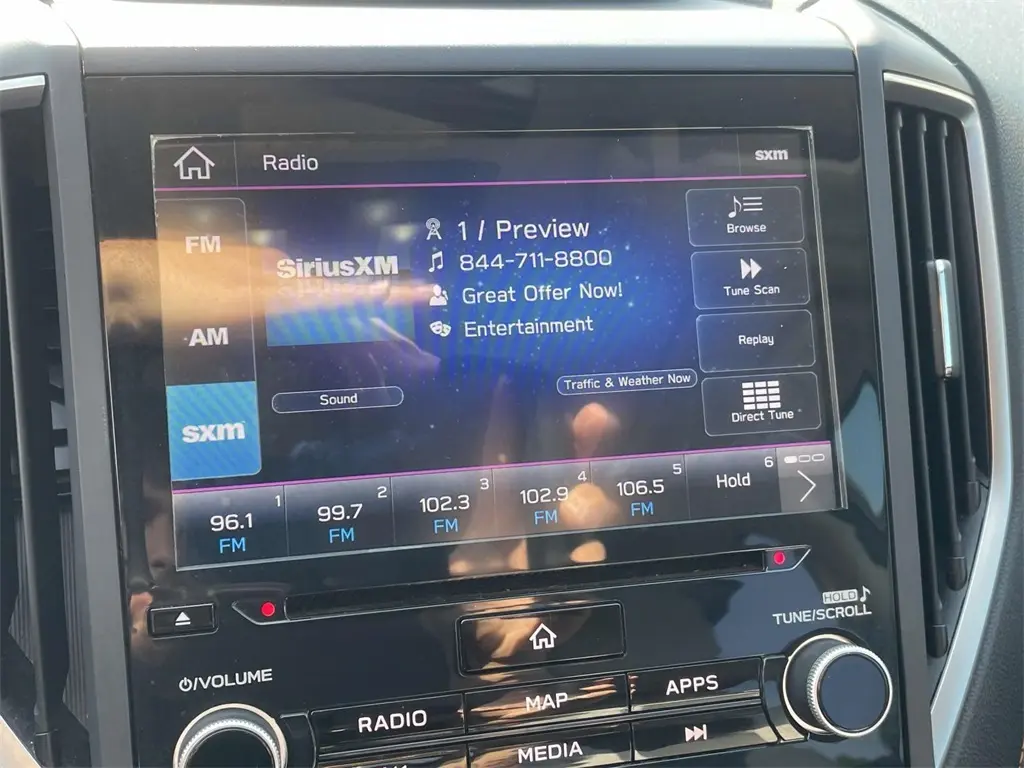 Radio
sxm
FM
AM
sxm
SiriusXM
1 / Preview
844-711-8800
Great Offer Now!
Entertainment
Browse
Tune Scan
Replay
Direct Tune
Sound
Traffic & Weather Now
1
96.1
FM
2
99.7
FM
3
102.3
FM
4
102.9
FM
5
106.5
FM
6
Hold
HOLD
TUNE/SCROLL
VOLUME
RADIO
MAP
APPS
MEDIA